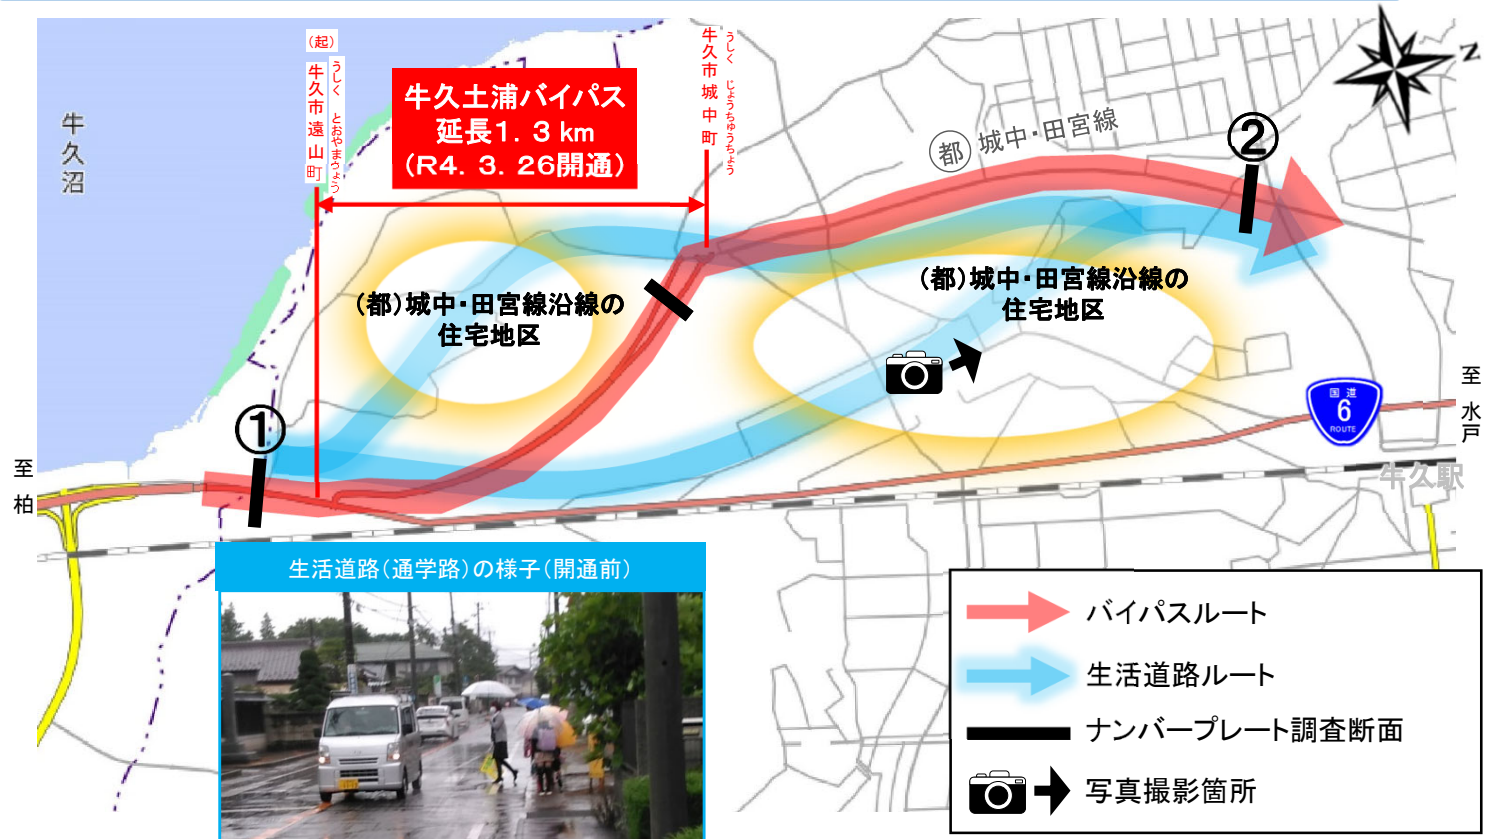 (起)
牛久市遠山町
うしく とおやまちょう
牛久市城中町
うしく じょうちゅうちょう
牛久土浦バイパス
延長1.3km
(R4.3.26開通)
牛久沼
都 城中・田宮線
②
N
(都)城中・田宮線沿線の
住宅地区
(都)城中・田宮線沿線の
住宅地区
①
国道
6
ROUTE
至 水戸
至 柏
牛久駅
生活道路(通学路)の様子(開通前)
バイパスルート
生活道路ルート
ナンバープレート調査断面
写真撮影箇所